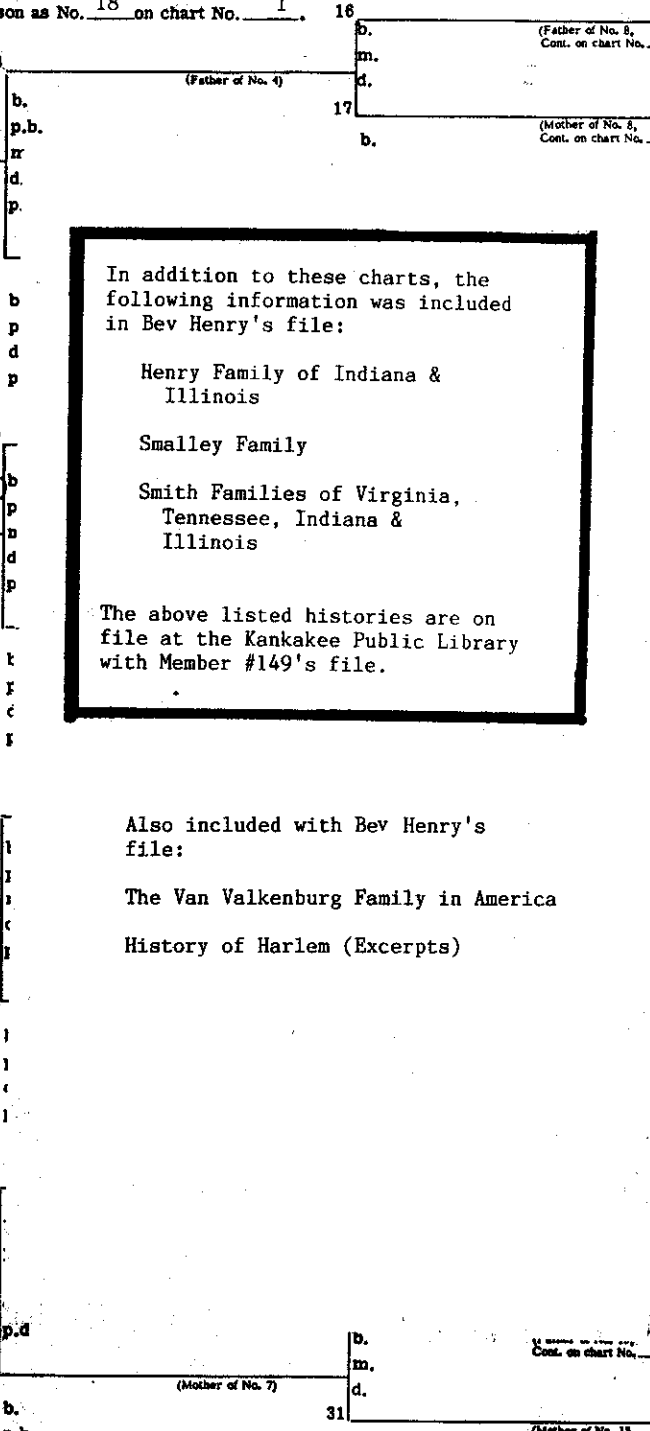 son as No. 18 on chart No. 1.
16
b.
(Father of No. 8,
Cont. on chart No.
m.
(Father of No. 4)
d.
b.
17
p.b.
(Mother of No. 8,
Cont. on chart No.
b.
d.
p.
In addition to these charts, the
following information was included
in Bev Henry's file:
b
p
d
p
Henry Family of Indiana &
Illinois
Smalley Family
b
p
d
p
Smith Families of Virginia,
Tennessee, Indiana &
Illinois
The above listed histories are on
file at the Kankakee Public Library
with Member #149's file.
Also included with Bev Henry's
file:
The Van Valkenburg Family in America
History of Harlem (Excerpts)
p.d
b.
Cont. on chart No.
m.
(Mother of No. 7)
d.
b.
31
(Mother of No. 15